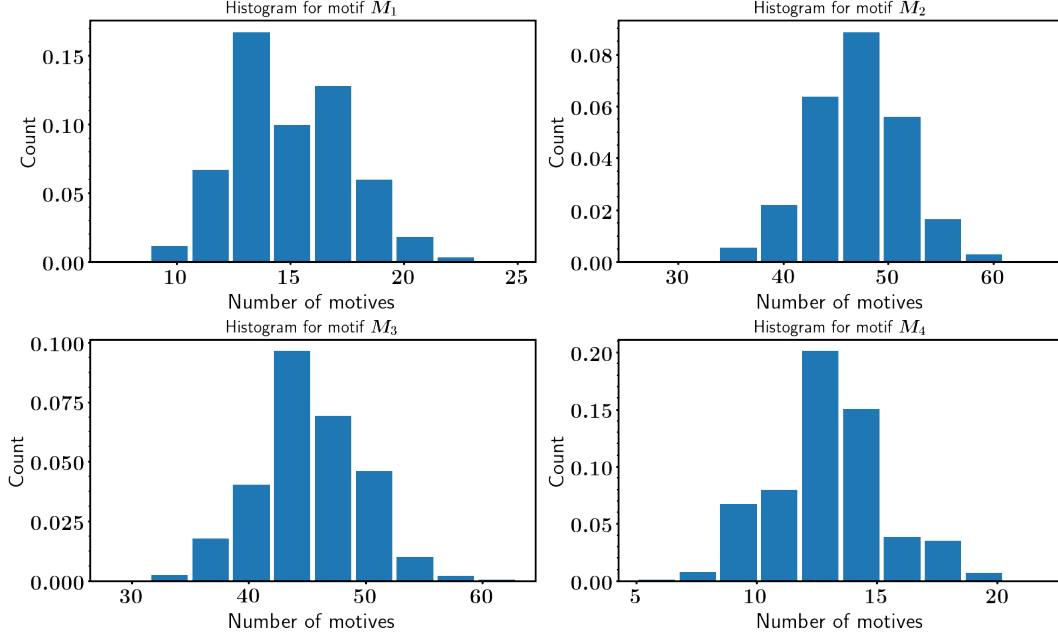 Histogram for motif M₁
0.15
0.10
0.05
0.00
Count
10 15 20 25
Number of motives
Histogram for motif M₂
0.08
0.06
0.04
0.02
0.00
Count
30 40 50 60
Number of motives
Histogram for motif M₃
0.100
0.075
0.050
0.025
0.000
Count
30 40 50 60
Number of motives
Histogram for motif M₄
0.20
0.15
0.10
0.05
0.00
Count
5 10 15 20
Number of motives